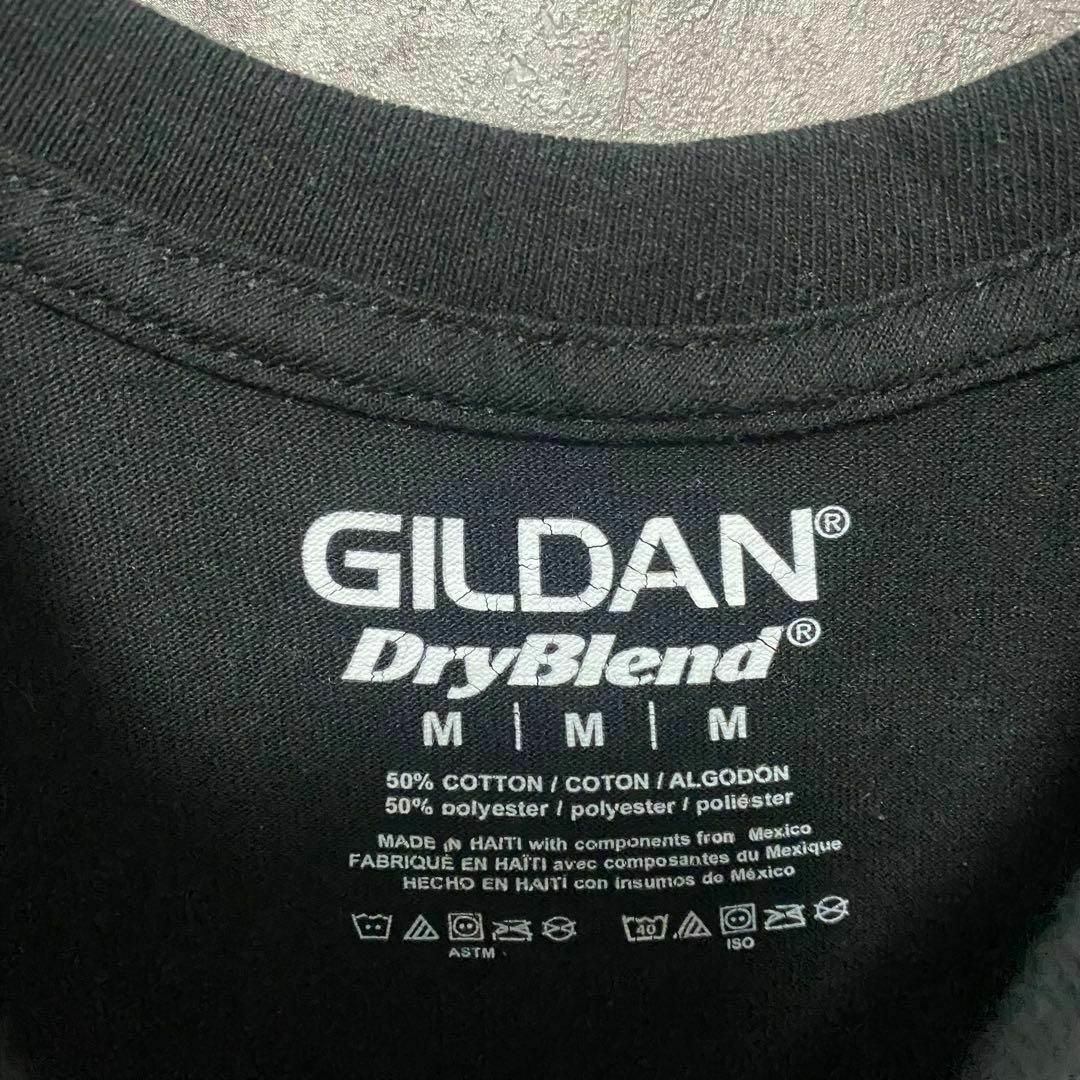 GILDAN®
DryBlend®
M | M | M
50% COTTON / COTON / ALGODÓN
50% polyester / polyester / poliéster
MADE IN HAITI with components from Mexico
FABRIQUÉ EN HAÏTI avec composantes du Mexique
HECHO EN HAITÍ con insumos de México
40
ASTM
ISO